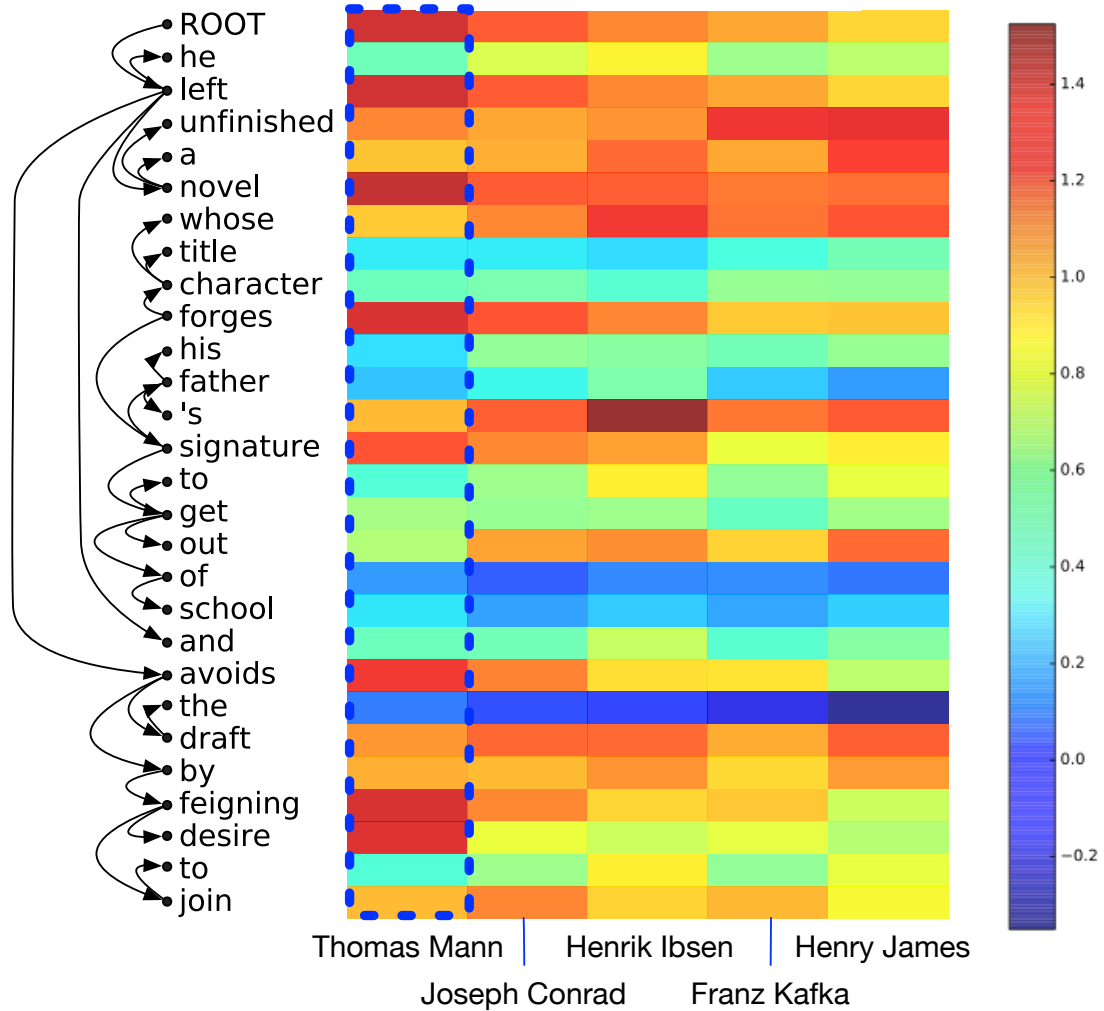 ROOT
he
left
unfinished
a
novel
whose
title
character
forges
his
father
's
signature
to
get
out
of
school
and
avoids
the
draft
by
feigning
desire
to
join
1.4
1.2
1.0
0.8
0.6
0.4
0.2
0.0
−0.2
Thomas Mann
Henrik Ibsen
Henry James
Joseph Conrad
Franz Kafka